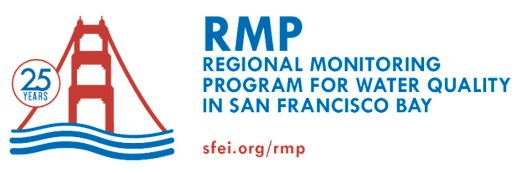 25
YEARS
RMP
REGIONAL MONITORING
PROGRAM FOR WATER QUALITY
IN SAN FRANCISCO BAY
sfei.org/rmp